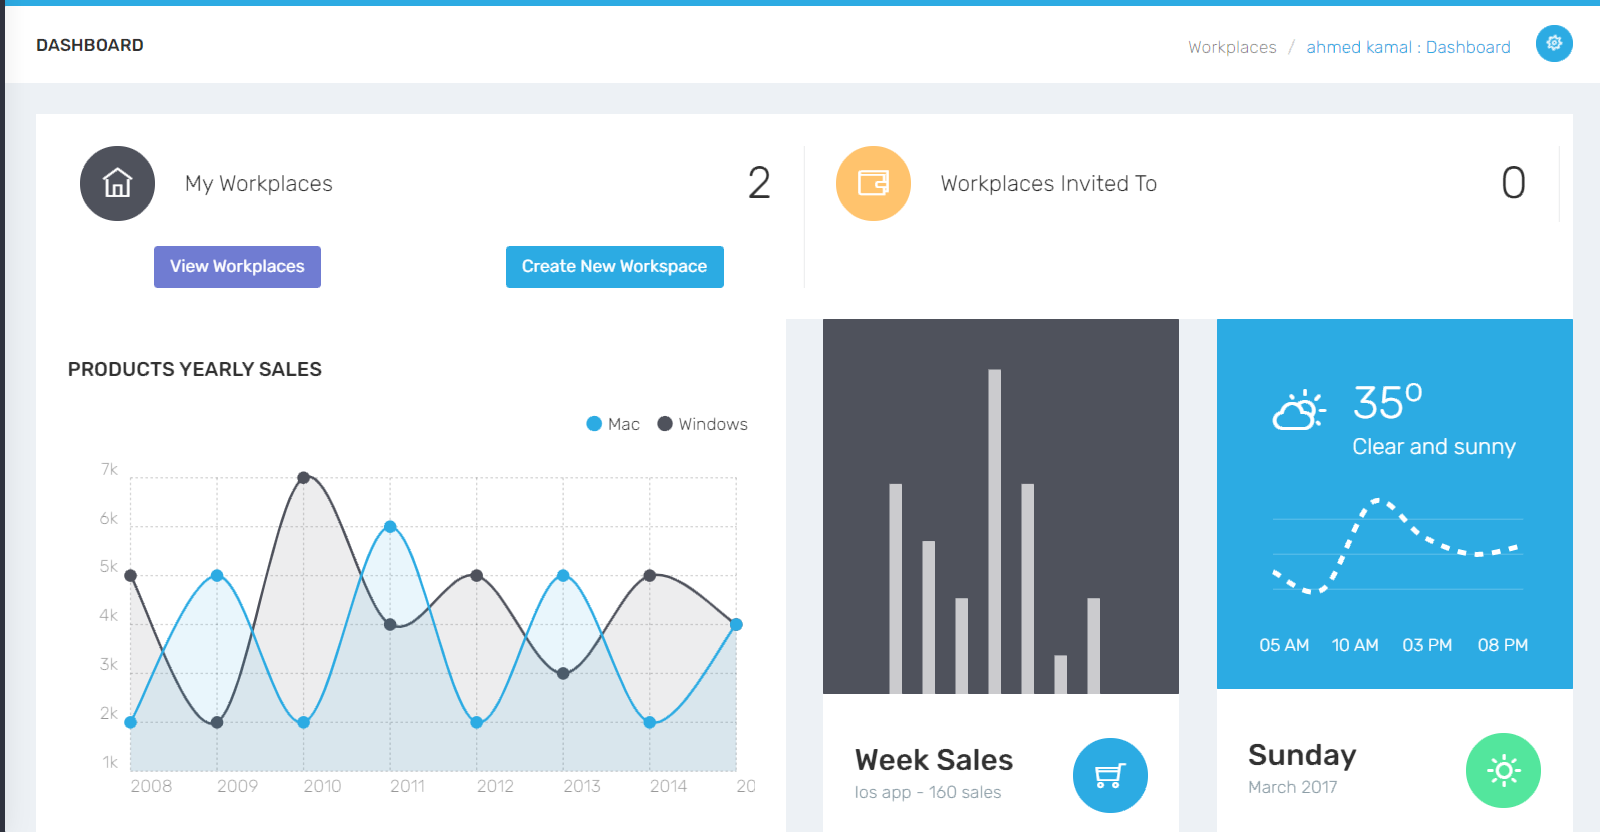 DASHBOARD
Workplaces / ahmed kamal : Dashboard
My Workplaces 2
Workplaces Invited To 0
View Workplaces
Create New Workspace
PRODUCTS YEARLY SALES
Mac Windows
7k
6k
5k
4k
3k
2k
1k
2008 2009 2010 2011 2012 2013 2014 20
Week Sales
Ios app - 160 sales
35°
Clear and sunny
05 AM 10 AM 03 PM 08 PM
Sunday
March 2017